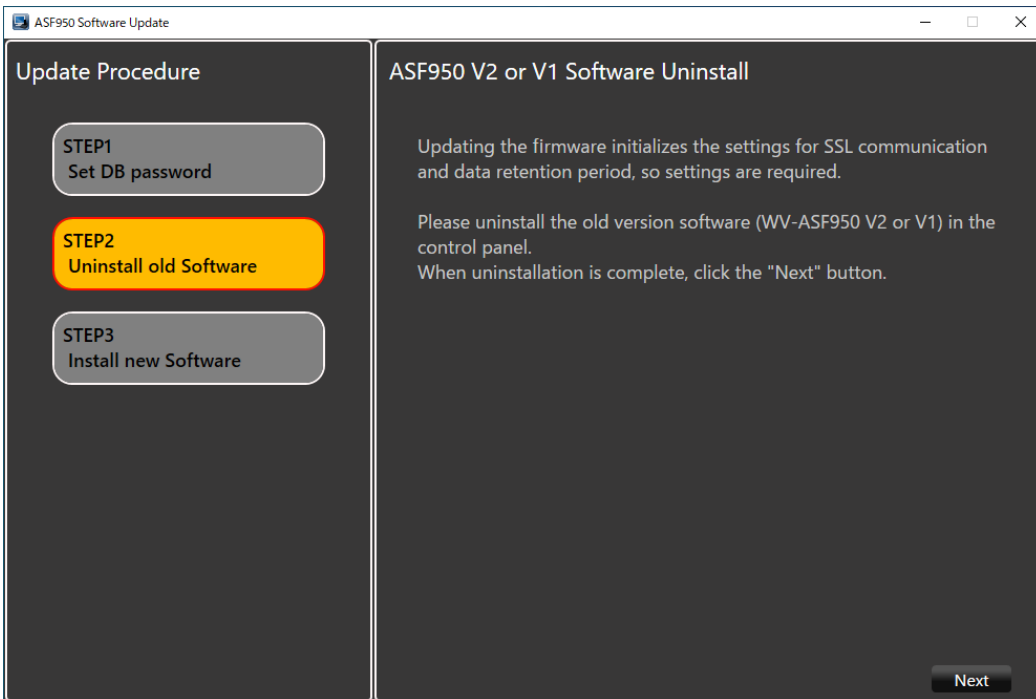 ASF950 Software Update
Update Procedure
STEP1
Set DB password
STEP2
Uninstall old Software
STEP3
Install new Software
ASF950 V2 or V1 Software Uninstall
Updating the firmware initializes the settings for SSL communication
and data retention period, so settings are required.
Please uninstall the old version software (WV-ASF950 V2 or V1) in the
control panel.
When uninstallation is complete, click the "Next" button.
Next